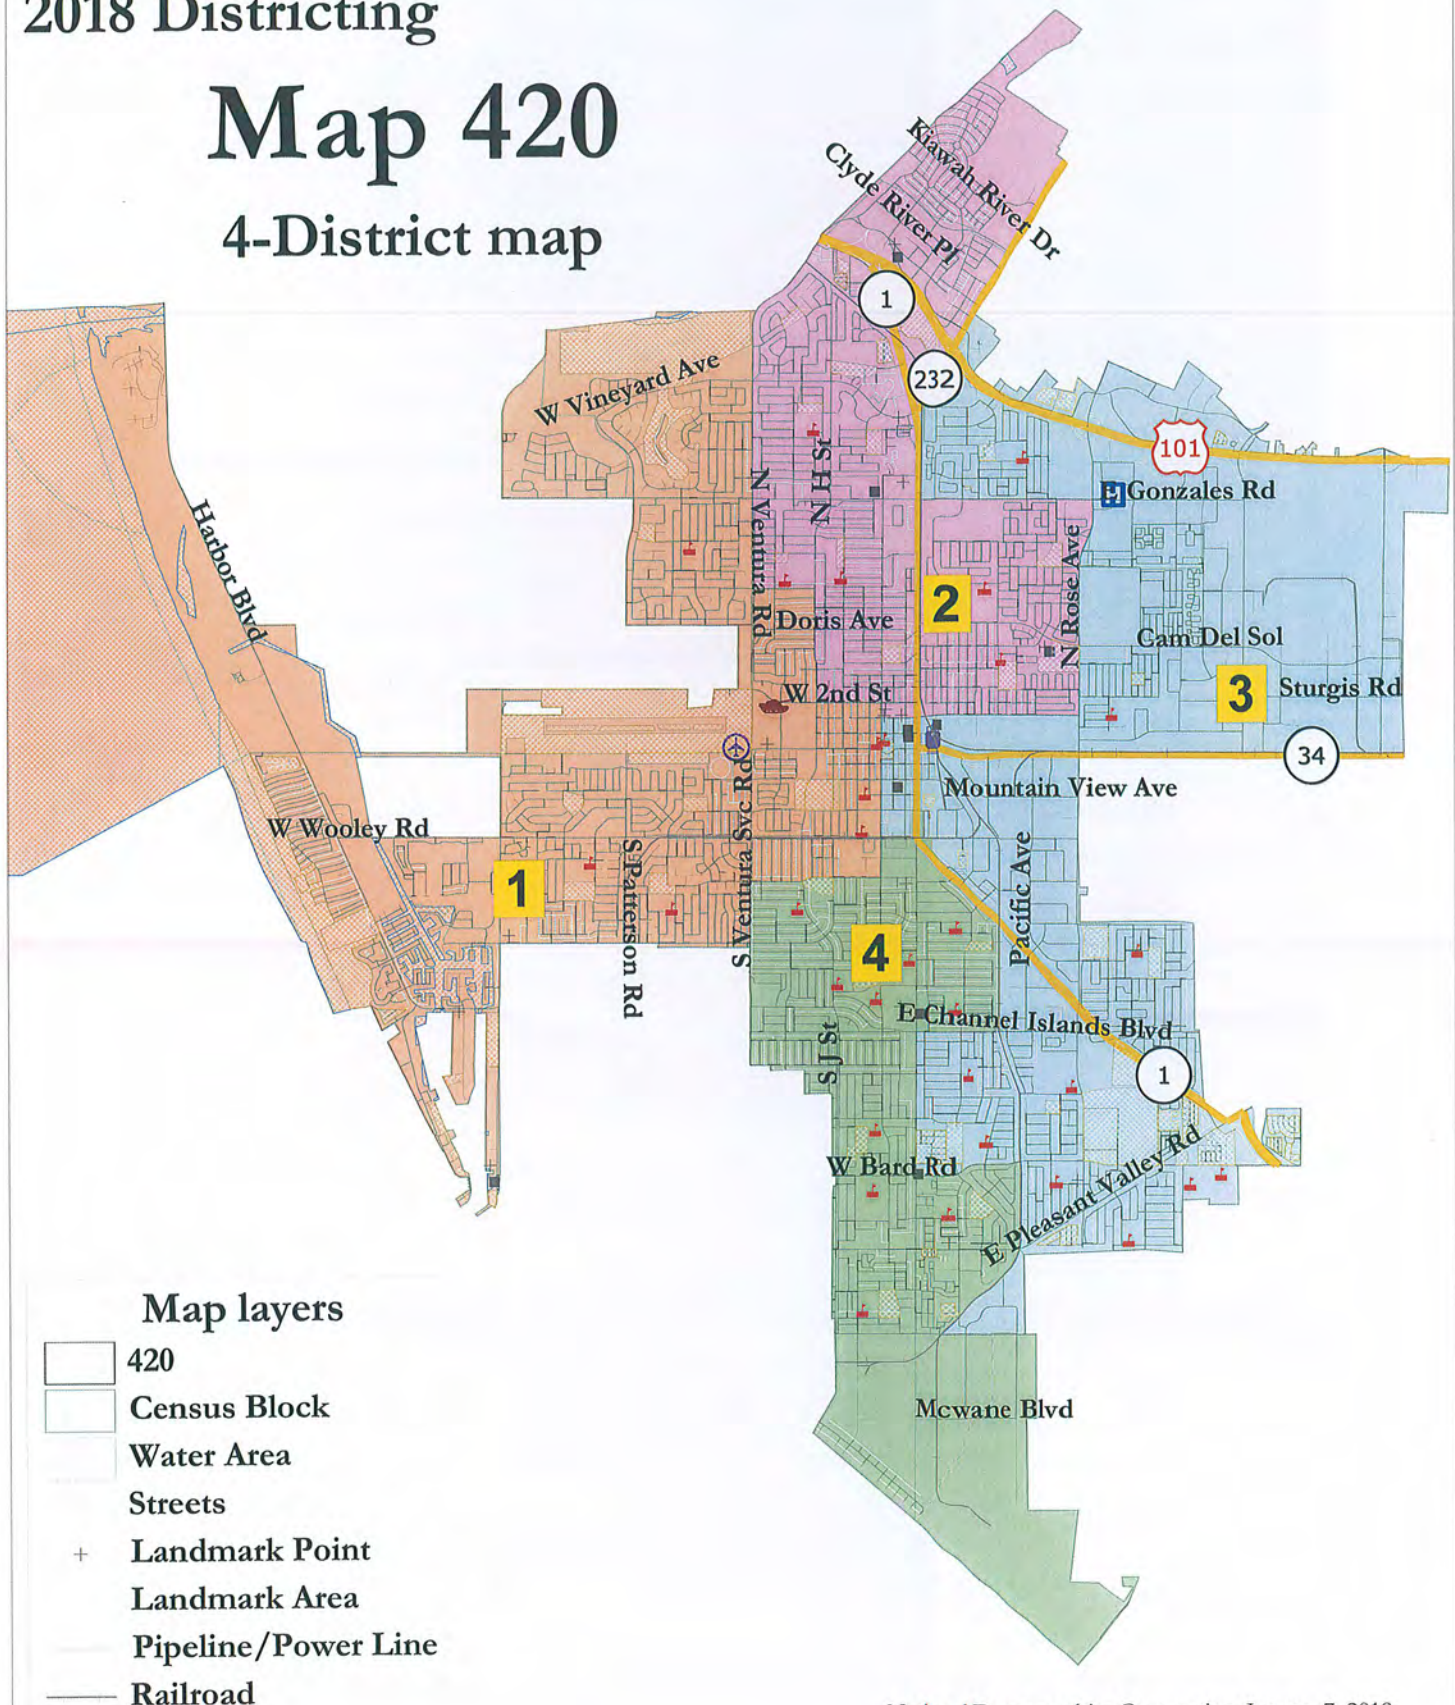 2018 Districting
Map 420
4-District map
Kiawah River Dr
Clyde River Pl
1
232
W Vineyard Ave
101
Gonzales Rd
H
N H St
N Ventura Rd
Harbor Blvd
N Rose Ave
2
Doris Ave
Cam Del Sol
3
Sturgis Rd
W 2nd St
34
Mountain View Ave
W Wooley Rd
S Ventura Svc Rd
S Patterson Rd
1
Pacific Ave
4
E Channel Islands Blvd
S J St
1
W Bard Rd
E Pleasant Valley Rd
Mcwane Blvd
Map layers
420
Census Block
Water Area
Streets
Landmark Point
Landmark Area
Pipeline/Power Line
Railroad